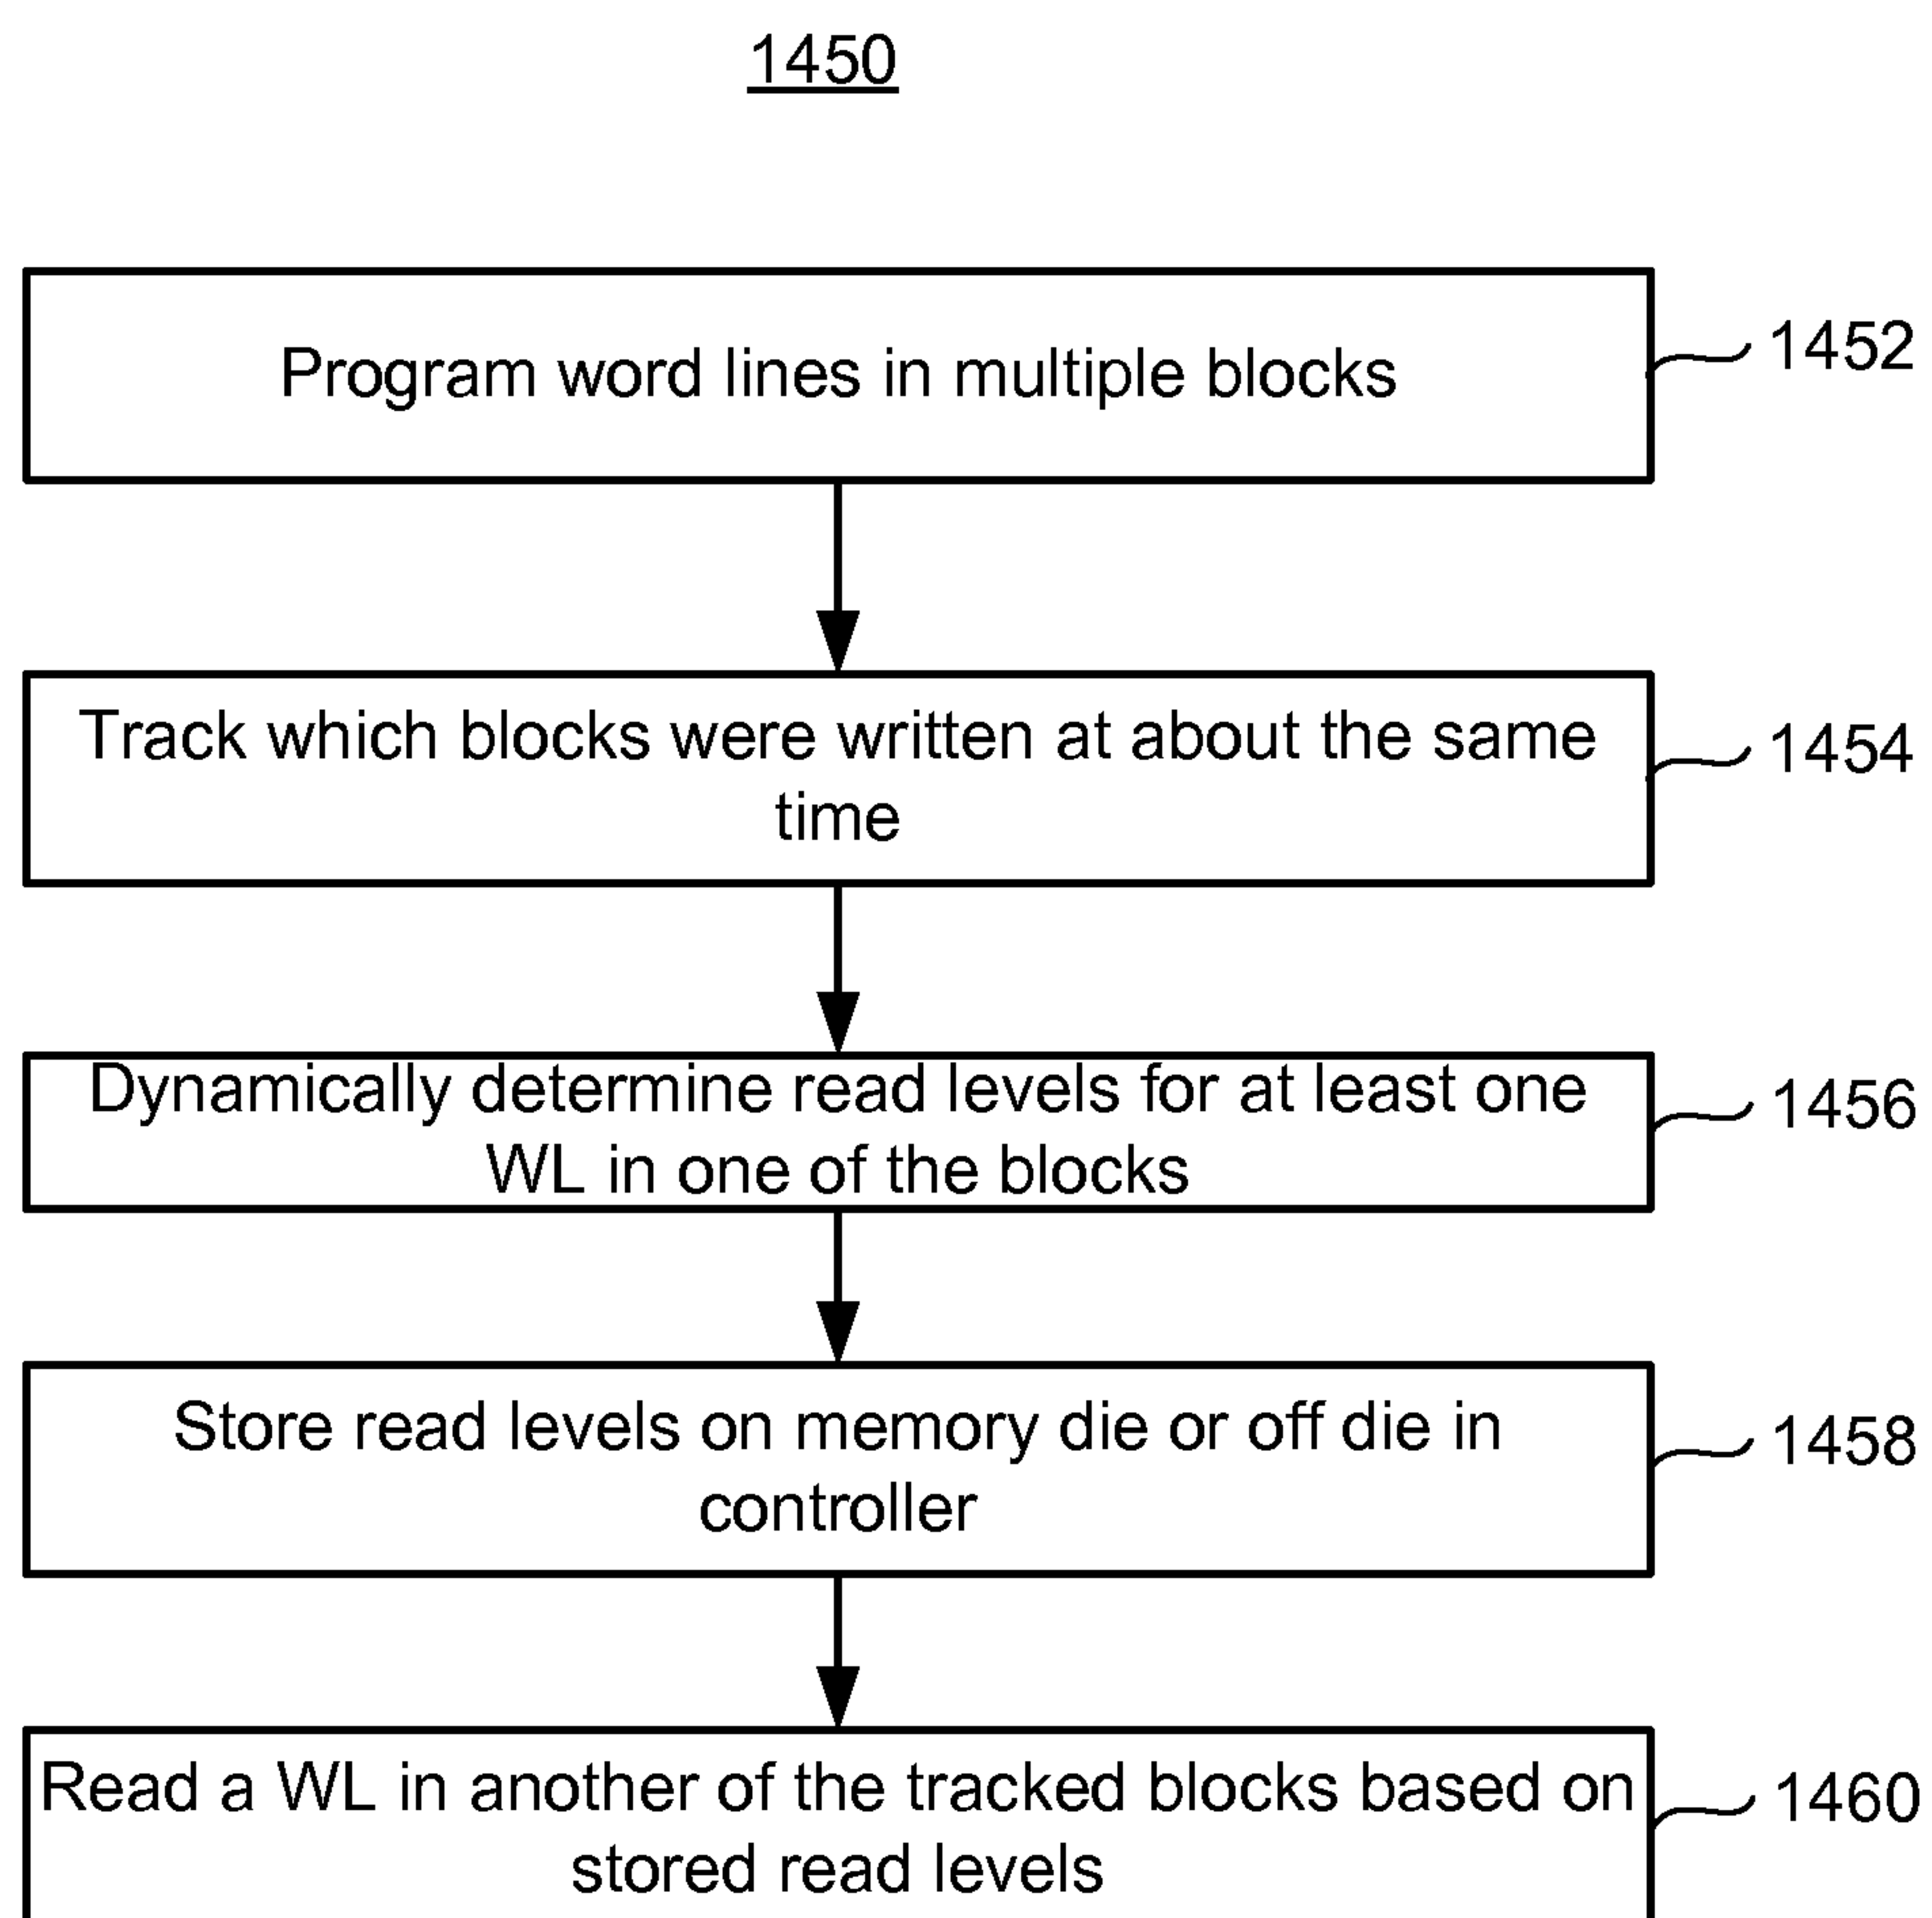 1450
Program word lines in multiple blocks
1452
Track which blocks were written at about the same
time
1454
Dynamically determine read levels for at least one
WL in one of the blocks
1456
Store read levels on memory die or off die in
controller
1458
Read a WL in another of the tracked blocks based on
stored read levels
1460